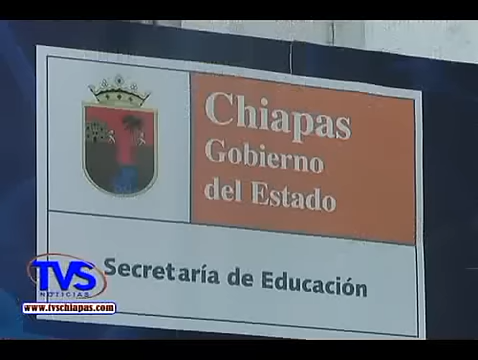 Chiapas
Gobierno
del Estado
Secretaría de Educación
TVS
NOTICIAS
www.tvschiapas.com